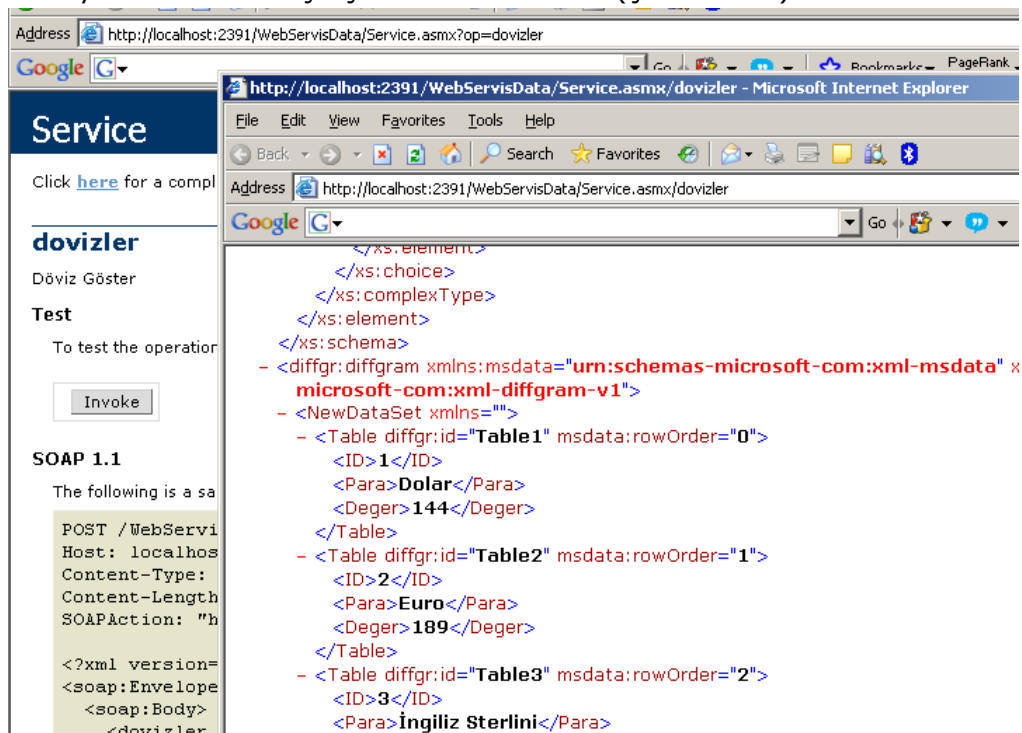 Address http://localhost:2391/WebServisData/Service.asmx?op=dovizler
Google G Go Bookmarks PageRank
http://localhost:2391/WebServisData/Service.asmx/dovizler - Microsoft Internet Explorer
File Edit View Favorites Tools Help
Back Search Favorites
Address http://localhost:2391/WebServisData/Service.asmx/dovizler
Google G Go
Service
Click here for a compl
dovizler
Döviz Göster
Test
To test the operation
Invoke
SOAP 1.1
The following is a sa
POST /WebServi
Host: localhos
Content-Type:
Content-Length
SOAPAction: "h
<?xml version=
<soap:Envelope
<soap:Body>
<dovizler
</xs:element>
</xs:choice>
</xs:complexType>
</xs:element>
</xs:schema>
- <diffgr:diffgram xmlns:msdata="urn:schemas-microsoft-com:xml-msdata" x
microsoft-com:xml-diffgram-v1">
- <NewDataSet xmlns="">
- <Table diffgr:id="Table1" msdata:rowOrder="0">
<ID>1</ID>
<Para>Dolar</Para>
<Deger>144</Deger>
</Table>
- <Table diffgr:id="Table2" msdata:rowOrder="1">
<ID>2</ID>
<Para>Euro</Para>
<Deger>189</Deger>
</Table>
- <Table diffgr:id="Table3" msdata:rowOrder="2">
<ID>3</ID>
<Para>İngiliz Sterlini</Para>